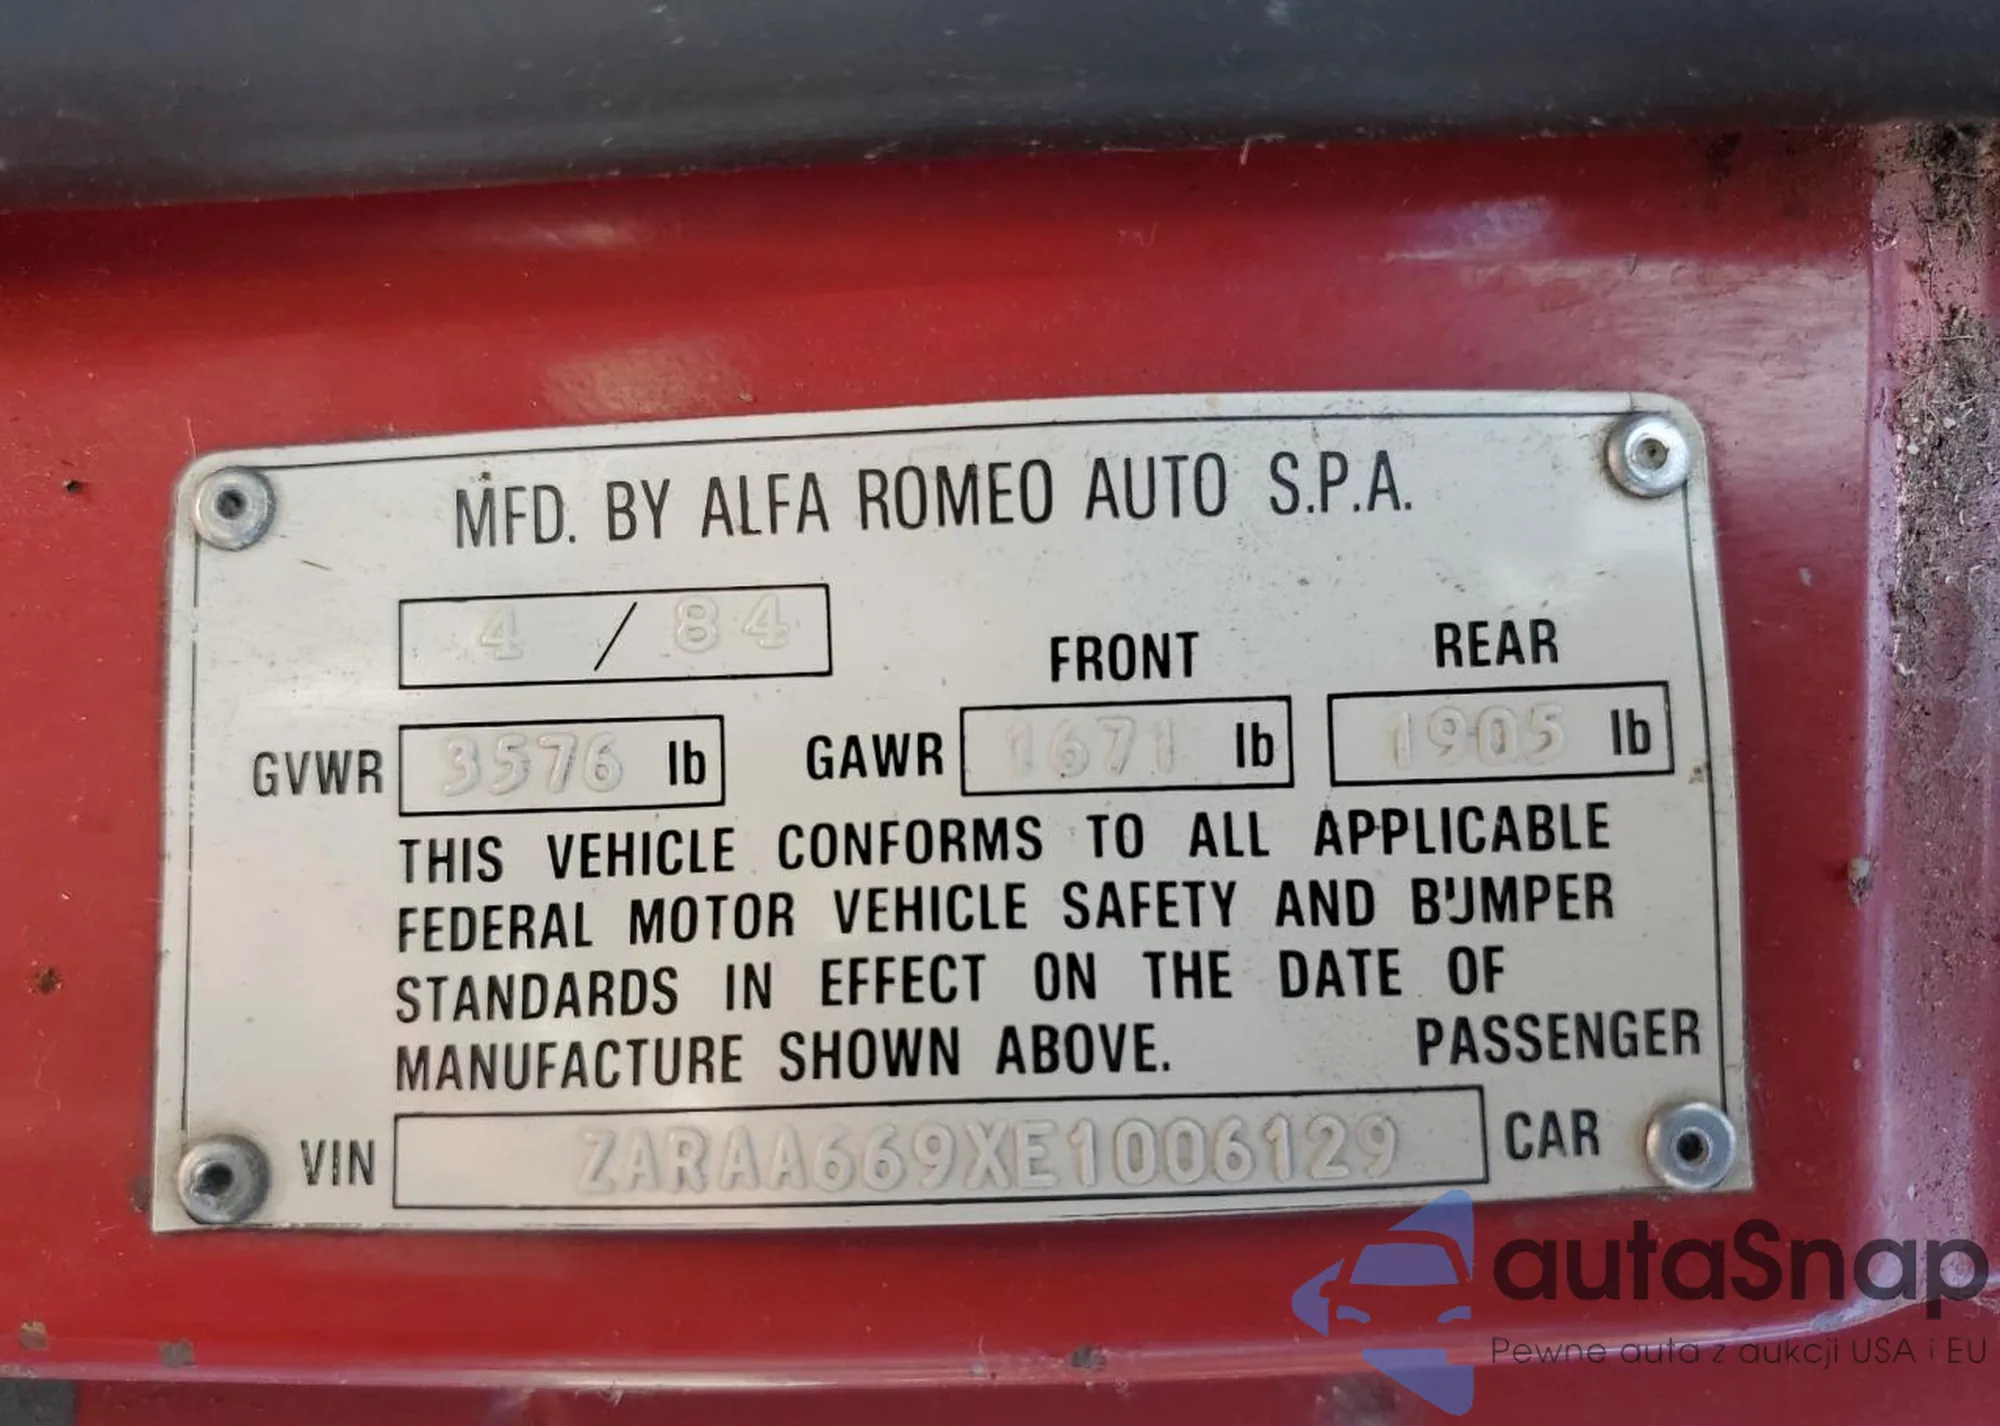 MFD. BY ALFA ROMEO AUTO S.P.A.
4 / 84
FRONT REAR
GVWR 3576 lb GAWR 1671 lb 1905 lb
THIS VEHICLE CONFORMS TO ALL APPLICABLE
FEDERAL MOTOR VEHICLE SAFETY AND BUMPER
STANDARDS IN EFFECT ON THE DATE OF
MANUFACTURE SHOWN ABOVE. PASSENGER
VIN ZARAA669XE1006129 CAR
autaSnap
Pewne auta z aukcji USA i EU